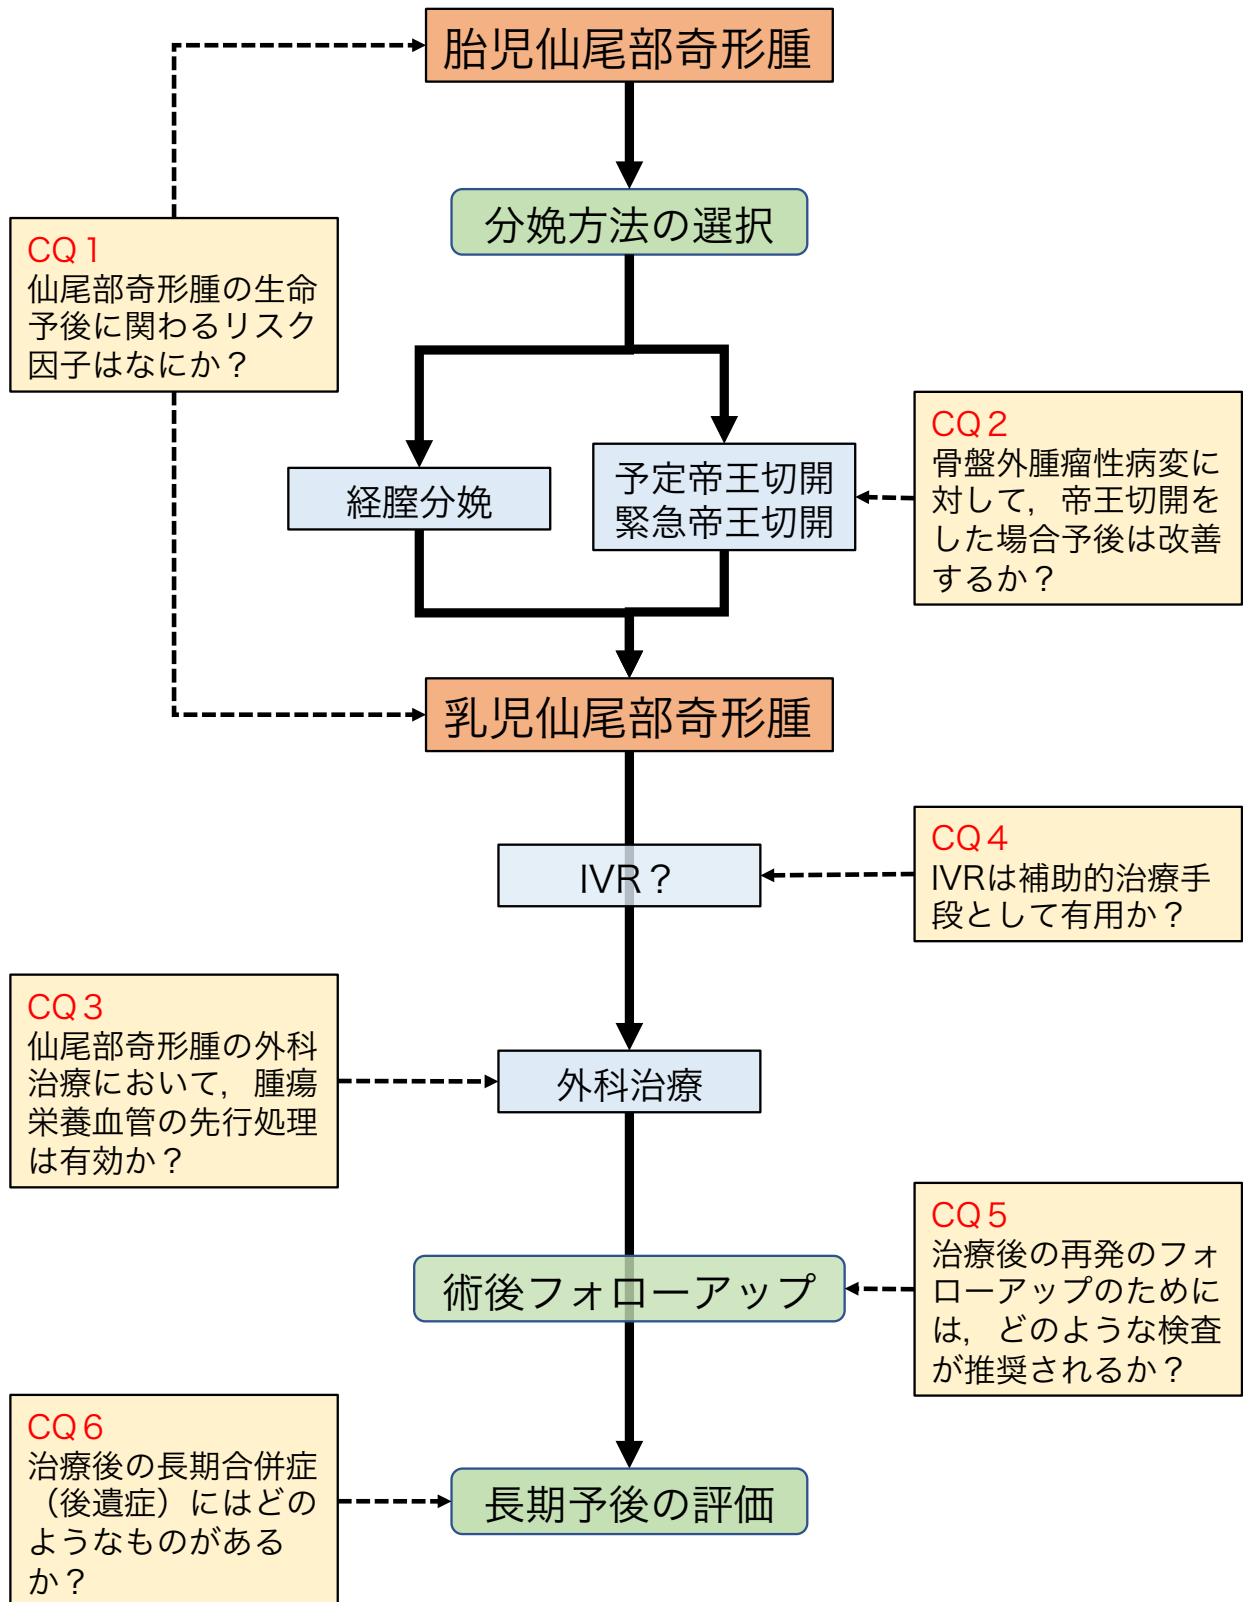 胎児仙尾部奇形腫
分娩方法の選択
CQ１
仙尾部奇形腫の生命
予後に関わるリスク
因子はなにか？
経膣分娩
予定帝王切開
緊急帝王切開
CQ２
骨盤外腫瘤性病変に
対して，帝王切開を
した場合予後は改善
するか？
乳児仙尾部奇形腫
IVR？
CQ４
IVRは補助的治療手
段として有用か？
CQ３
仙尾部奇形腫の外科
治療において，腫瘍
栄養血管の先行処理
は有効か？
外科治療
CQ５
治療後の再発のフォ
ローアップのために
は，どのような検査
が推奨されるか？
術後フォローアップ
CQ６
治療後の長期合併症
（後遺症）にはどの
ようなものがある
か？
長期予後の評価